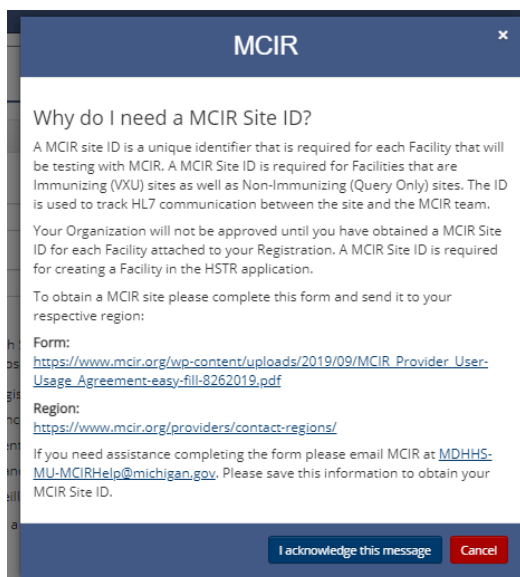 MCIR
×
Why do I need a MCIR Site ID?
A MCIR site ID is a unique identifier that is required for each Facility that will
be testing with MCIR. A MCIR Site ID is required for Facilities that are
Immunizing (VXU) sites as well as Non-Immunizing (Query Only) sites. The ID
is used to track HL7 communication between the site and the MCIR team.
Your Organization will not be approved until you have obtained a MCIR Site
ID for each Facility attached to your Registration. A MCIR Site ID is required
for creating a Facility in the HSTR application.
To obtain a MCIR site please complete this form and send it to your
respective region:
Form:
https://www.mcir.org/wp-content/uploads/2019/09/MCIR_Provider_User-
Usage_Agreement-easy-fill-8262019.pdf
Region:
https://www.mcir.org/providers/contact-regions/
If you need assistance completing the form please email MCIR at MDHHS-
MU-MCIRHelp@michigan.gov. Please save this information to obtain your
MCIR Site ID.
I acknowledge this message
Cancel